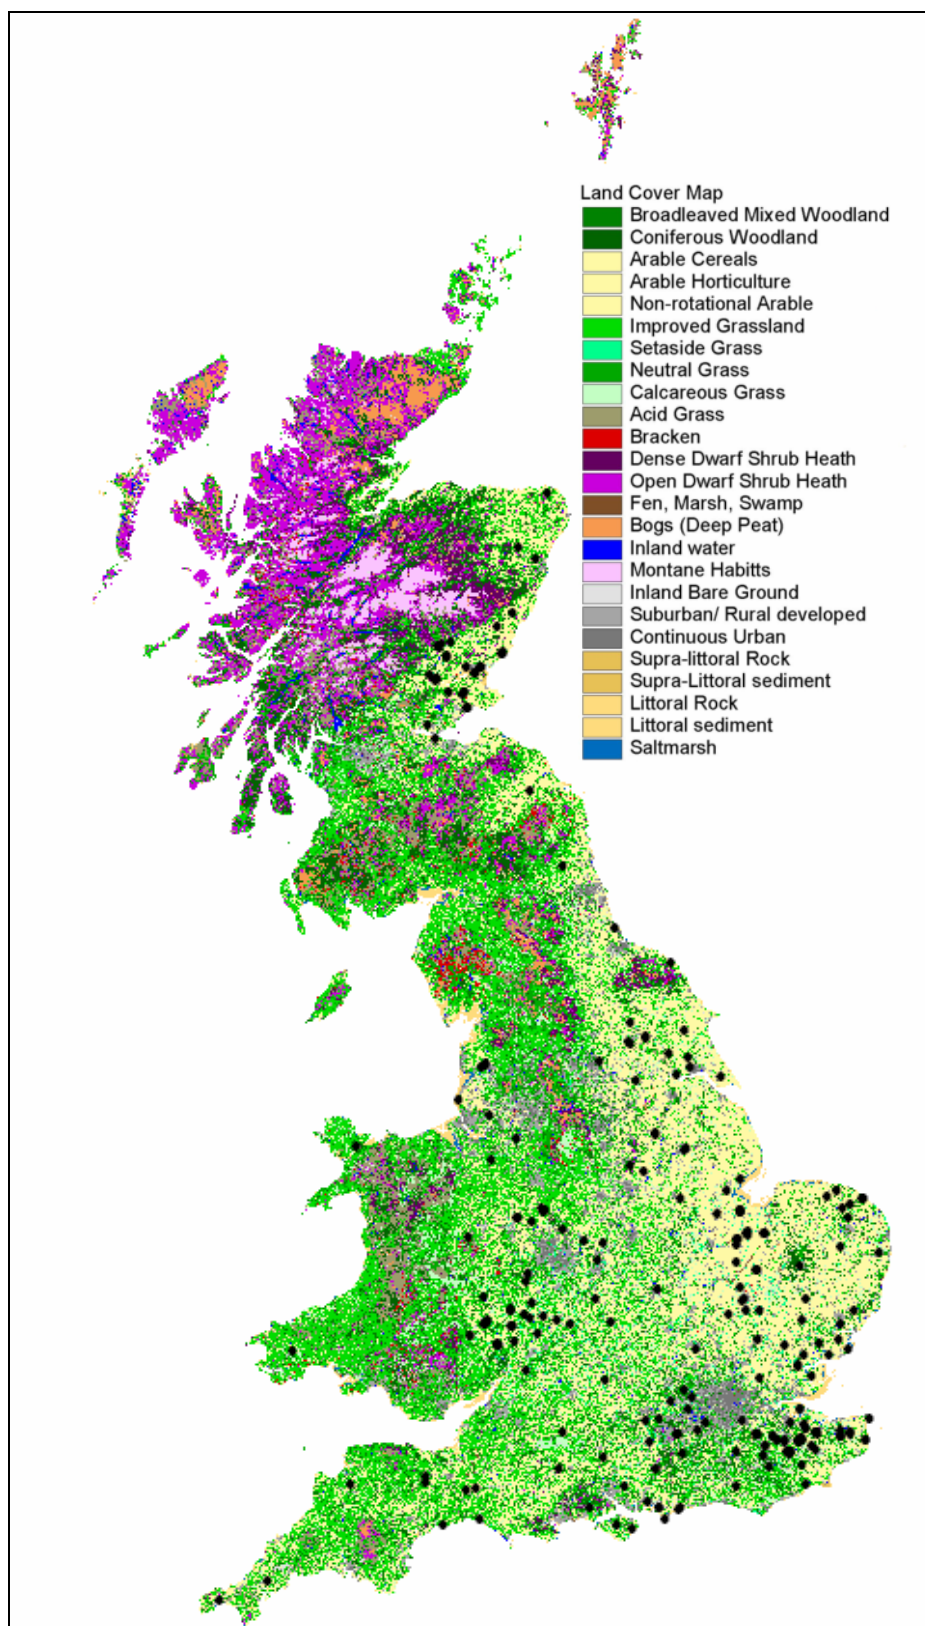 Land Cover Map
Broadleaved Mixed Woodland
Coniferous Woodland
Arable Cereals
Arable Horticulture
Non-rotational Arable
Improved Grassland
Setaside Grass
Neutral Grass
Calcareous Grass
Acid Grass
Bracken
Dense Dwarf Shrub Heath
Open Dwarf Shrub Heath
Fen, Marsh, Swamp
Bogs (Deep Peat)
Inland water
Montane Habitts
Inland Bare Ground
Suburban/ Rural developed
Continuous Urban
Supra-littoral Rock
Supra-Littoral sediment
Littoral Rock
Littoral sediment
Saltmarsh